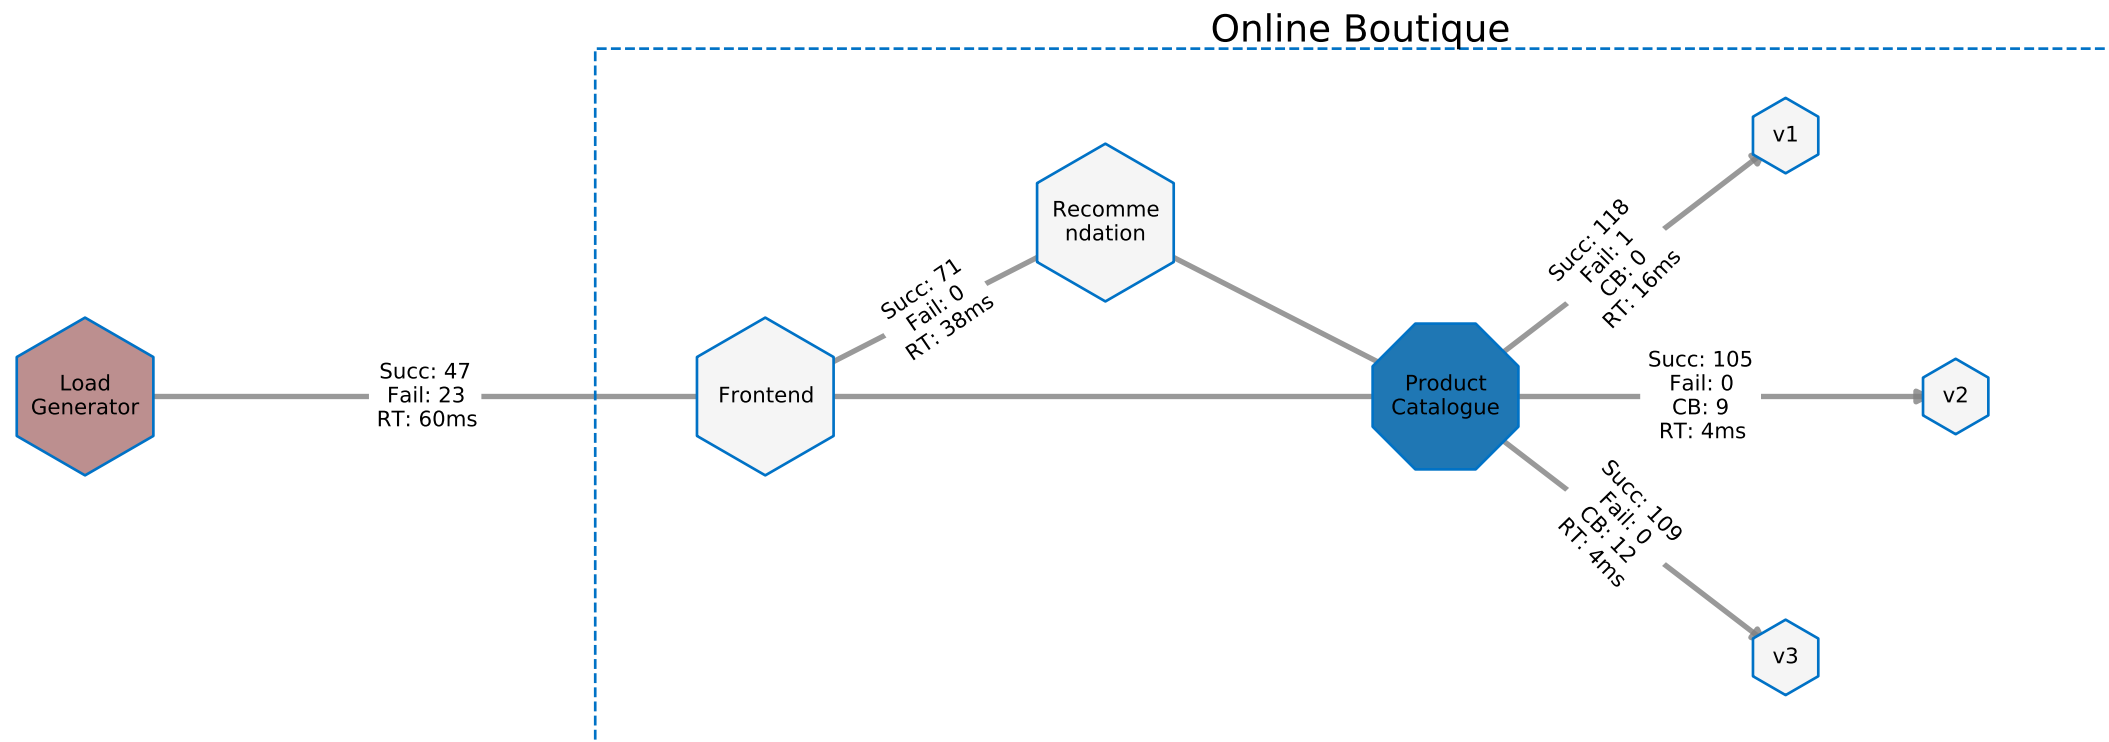 Online Boutique
Load
Generator
Succ: 47
Fail: 23
RT: 60ms
Frontend
Succ: 71
Fail: 0
RT: 38ms
Recomme
ndation
Product
Catalogue
Succ: 118
Fail: 1
CB: 0
RT: 16ms
v1
Succ: 105
Fail: 0
CB: 9
RT: 4ms
v2
Succ: 109
Fail: 0
CB: 12
RT: 4ms
v3